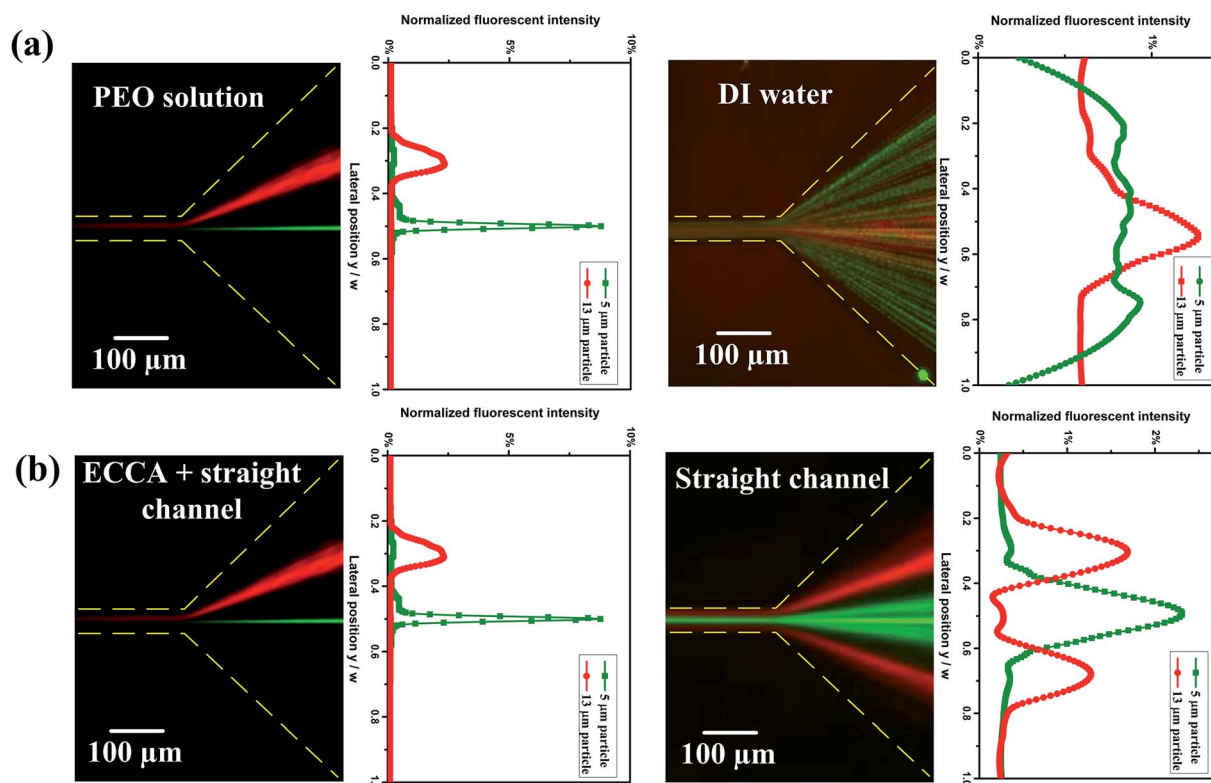 (a)
PEO solution
100 μm
Normalized fluorescent intensity
0%
5%
10%
0.0
0.2
0.4
0.6
0.8
1.0
Lateral position y / w
5 μm particle
13 μm particle
DI water
100 μm
Normalized fluorescent intensity
0%
1%
0.0
0.2
0.4
0.6
0.8
1.0
Lateral position y / w
5 μm particle
13 μm particle
(b)
ECCA + straight
channel
100 μm
Normalized fluorescent intensity
0%
5%
10%
0.0
0.2
0.4
0.6
0.8
1.0
Lateral position y / w
5 μm particle
13 μm particle
Straight channel
100 μm
Normalized fluorescent intensity
0%
1%
2%
0.0
0.2
0.4
0.6
0.8
1.0
Lateral position y / w
5 μm particle
13 μm particle